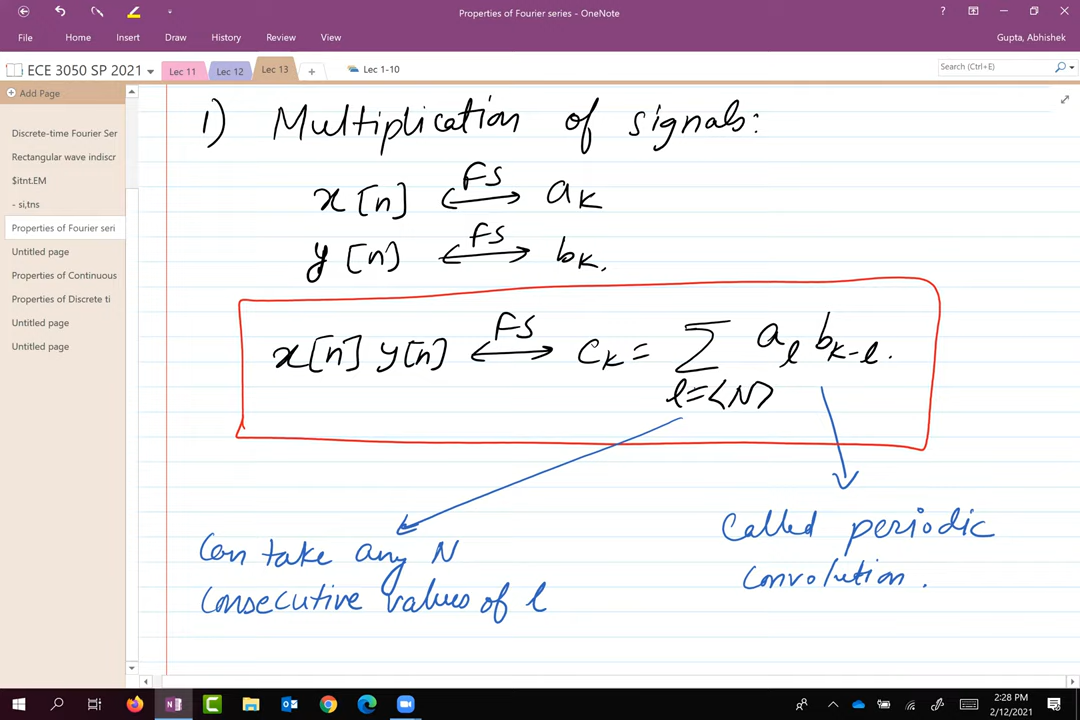 Properties of Fourier series - OneNote
?
File Home Insert Draw History Review View
Gupta, Abhishek
ECE 3050 SP 2021
Lec 11
Lec 12
Lec 13
+
Lec 1-10
Search (Ctrl+E)
Add Page
Discrete-time Fourier Ser
Rectangular wave indiscr
$itnt.EM
- si,tns
Properties of Fourier seri
Untitled page
Properties of Continuous
Properties of Discrete ti
Untitled page
Untitled page
1) Multiplication of signals:
x[n] ⟷FS a_k
y[n] ⟷FS b_k.
x[n] y[n] ⟷FS c_k = Σ_{l=<N>} a_l b_{k-l}.
Can take any N
consecutive values of l
Called periodic
convolution.
2:28 PM
2/12/2021